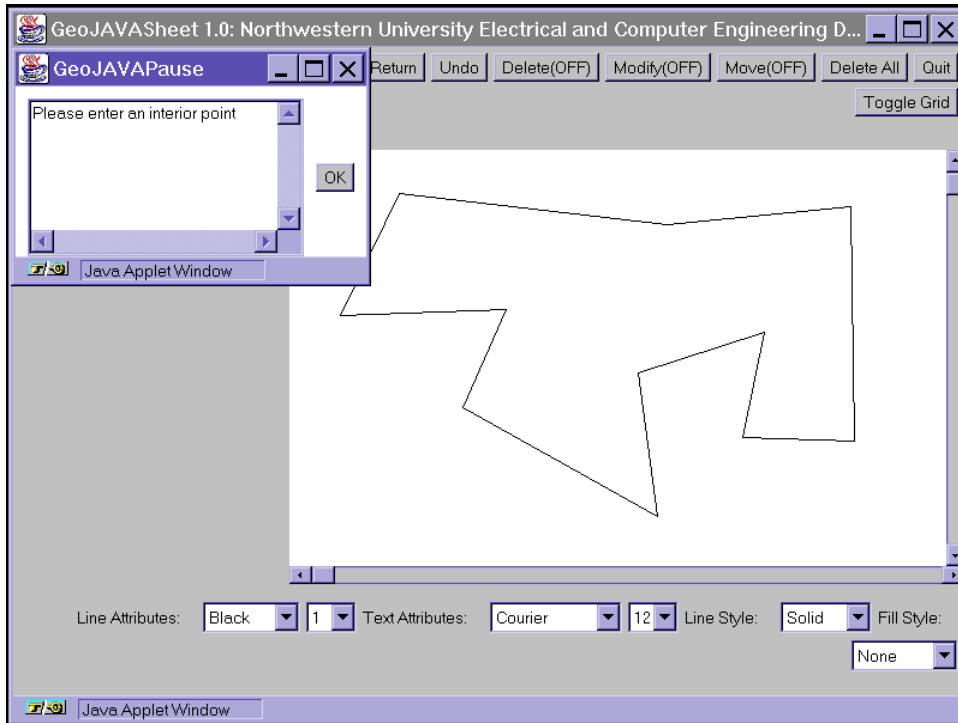 GeoJAVASheet 1.0: Northwestern University Electrical and Computer Engineering D...
GeoJAVAPause
Return Undo Delete(OFF) Modify(OFF) Move(OFF) Delete All Quit
Toggle Grid
Please enter an interior point
OK
Java Applet Window
Line Attributes: Black 1 Text Attributes: Courier 12 Line Style: Solid Fill Style:
None
Java Applet Window